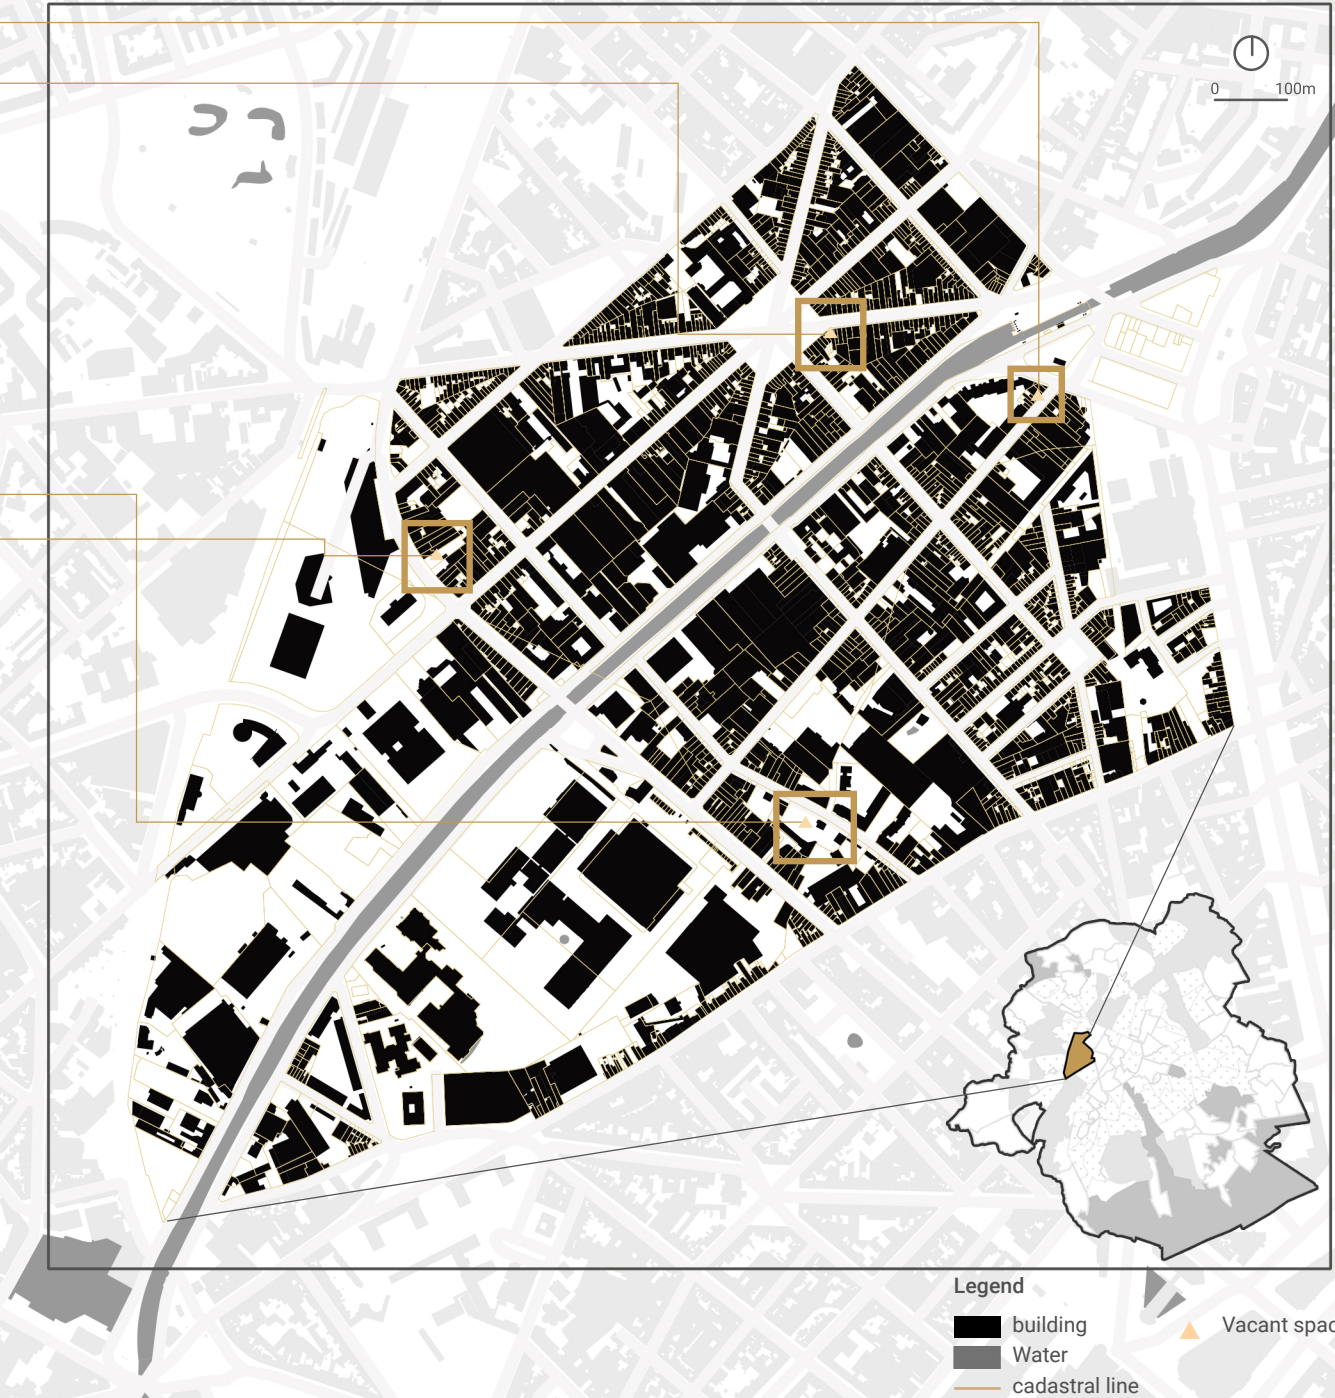 0 100m
Legend
building
Vacant spac
Water
cadastral line